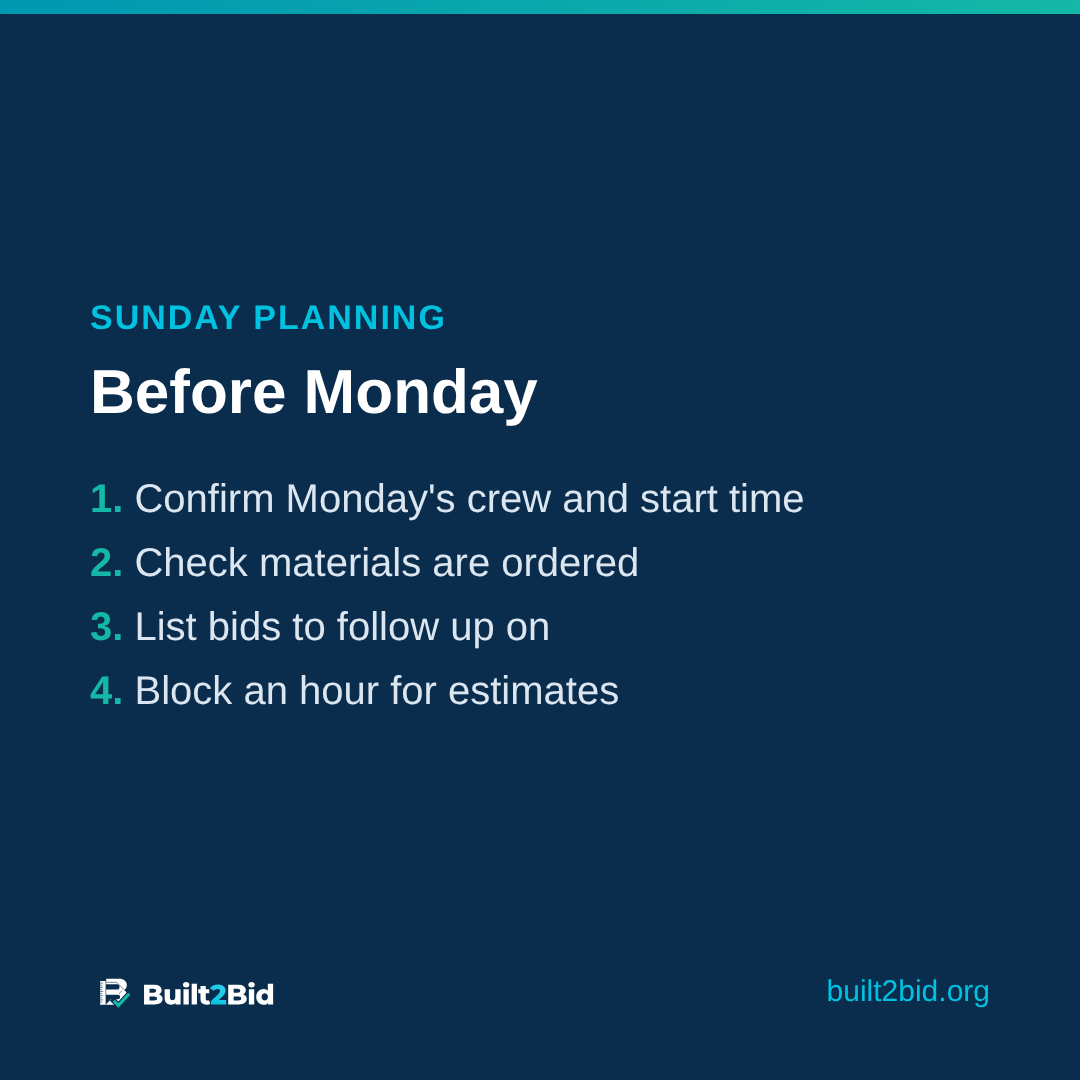 SUNDAY PLANNING
Before Monday
1. Confirm Monday's crew and start time
2. Check materials are ordered
3. List bids to follow up on
4. Block an hour for estimates
Built2Bid
built2bid.org